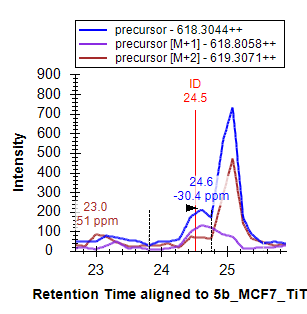 precursor - 618.3044++
precursor [M+1] - 618.8058++
precursor [M+2] - 619.3071++
900
800
700
600
500
400
300
200
100
0
Intensity
ID
24.5
24.6
-30.4 ppm
23.0
51 ppm
23
24
25
Retention Time aligned to 5b_MCF7_TiT